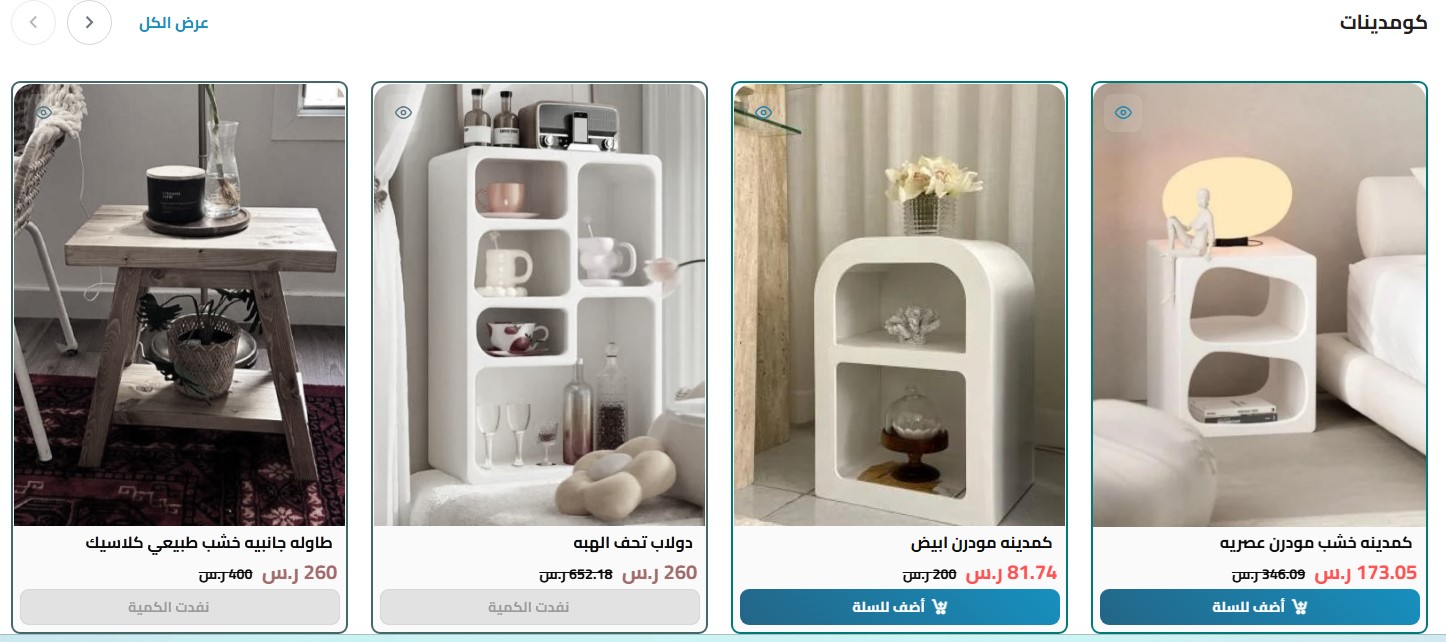 كومدينات
عرض الكل
كمدينه خشب مودرن عصريه
173.05 ر.س 346.09 ر.س
أضف للسلة
كمدينه مودرن ابيض
81.74 ر.س 200 ر.س
أضف للسلة
دولاب تحف الهبه
260 ر.س 652.18 ر.س
نفدت الكمية
طاوله جانبيه خشب طبيعي كلاسيك
260 ر.س 400 ر.س
نفدت الكمية